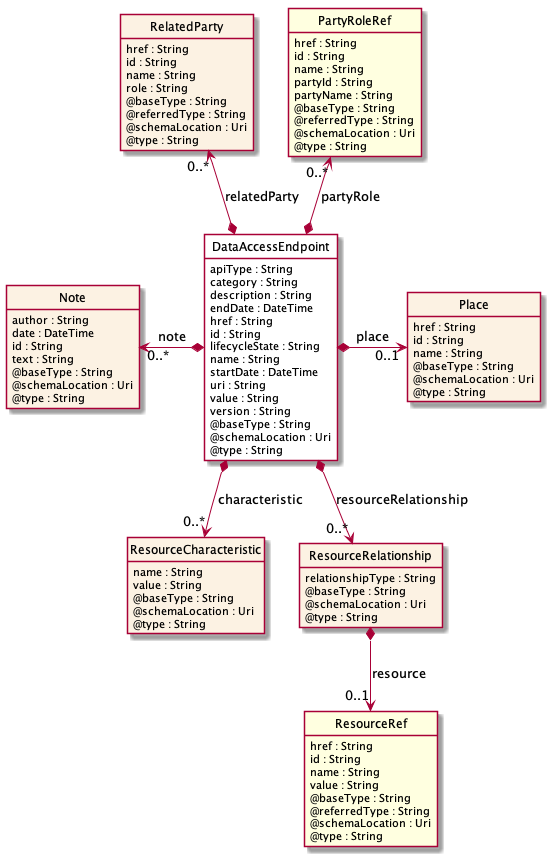 RelatedParty
href : String
id : String
name : String
role : String
@baseType : String
@referredType : String
@schemaLocation : Uri
@type : String
PartyRoleRef
href : String
id : String
name : String
partyId : String
partyName : String
@baseType : String
@referredType : String
@schemaLocation : Uri
@type : String
0..*
relatedParty
0..*
partyRole
DataAccessEndpoint
apiType : String
category : String
description : String
endDate : DateTime
href : String
id : String
lifecycleState : String
name : String
startDate : DateTime
uri : String
value : String
version : String
@baseType : String
@schemaLocation : Uri
@type : String
Note
author : String
date : DateTime
id : String
text : String
@baseType : String
@schemaLocation : Uri
@type : String
note
0..*
place
0..1
Place
href : String
id : String
name : String
@baseType : String
@schemaLocation : Uri
@type : String
characteristic
0..*
resourceRelationship
0..*
ResourceCharacteristic
name : String
value : String
@baseType : String
@schemaLocation : Uri
@type : String
ResourceRelationship
relationshipType : String
@baseType : String
@schemaLocation : Uri
@type : String
resource
0..1
ResourceRef
href : String
id : String
name : String
value : String
@baseType : String
@referredType : String
@schemaLocation : Uri
@type : String